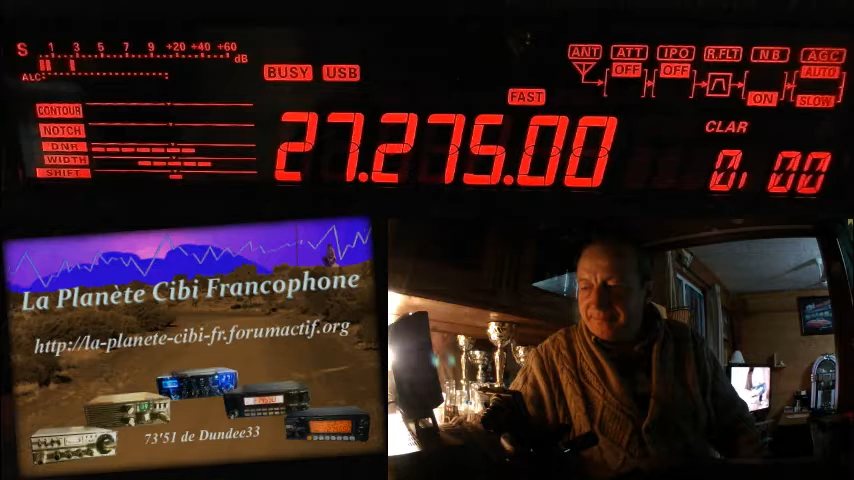 S 1 3 5 7 9 +20 +40 +60 dB
ALC
BUSY USB
ANT ATT IPO R.FLT NB AGC
OFF OFF AUTO
ON SLOW
FAST
CONTOUR
NOTCH
DNR
WIDTH
SHIFT
27.275.00
CLAR
0.00
La Planète Cibi Francophone
http://la-planete-cibi-fr.forumactif.org
73'51 de Dundee33